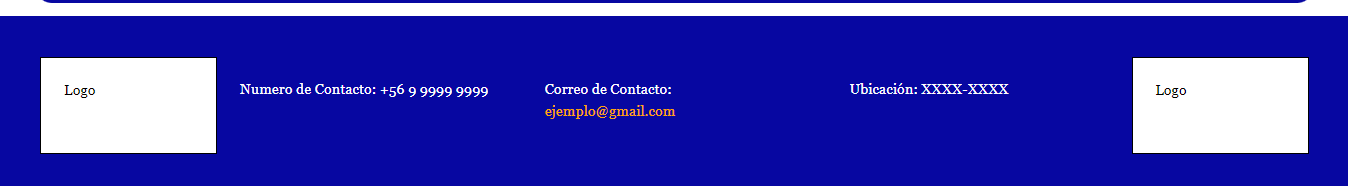 Logo
Numero de Contacto: +56 9 9999 9999
Correo de Contacto:
ejemplo@gmail.com
Ubicación: XXXX-XXXX
Logo